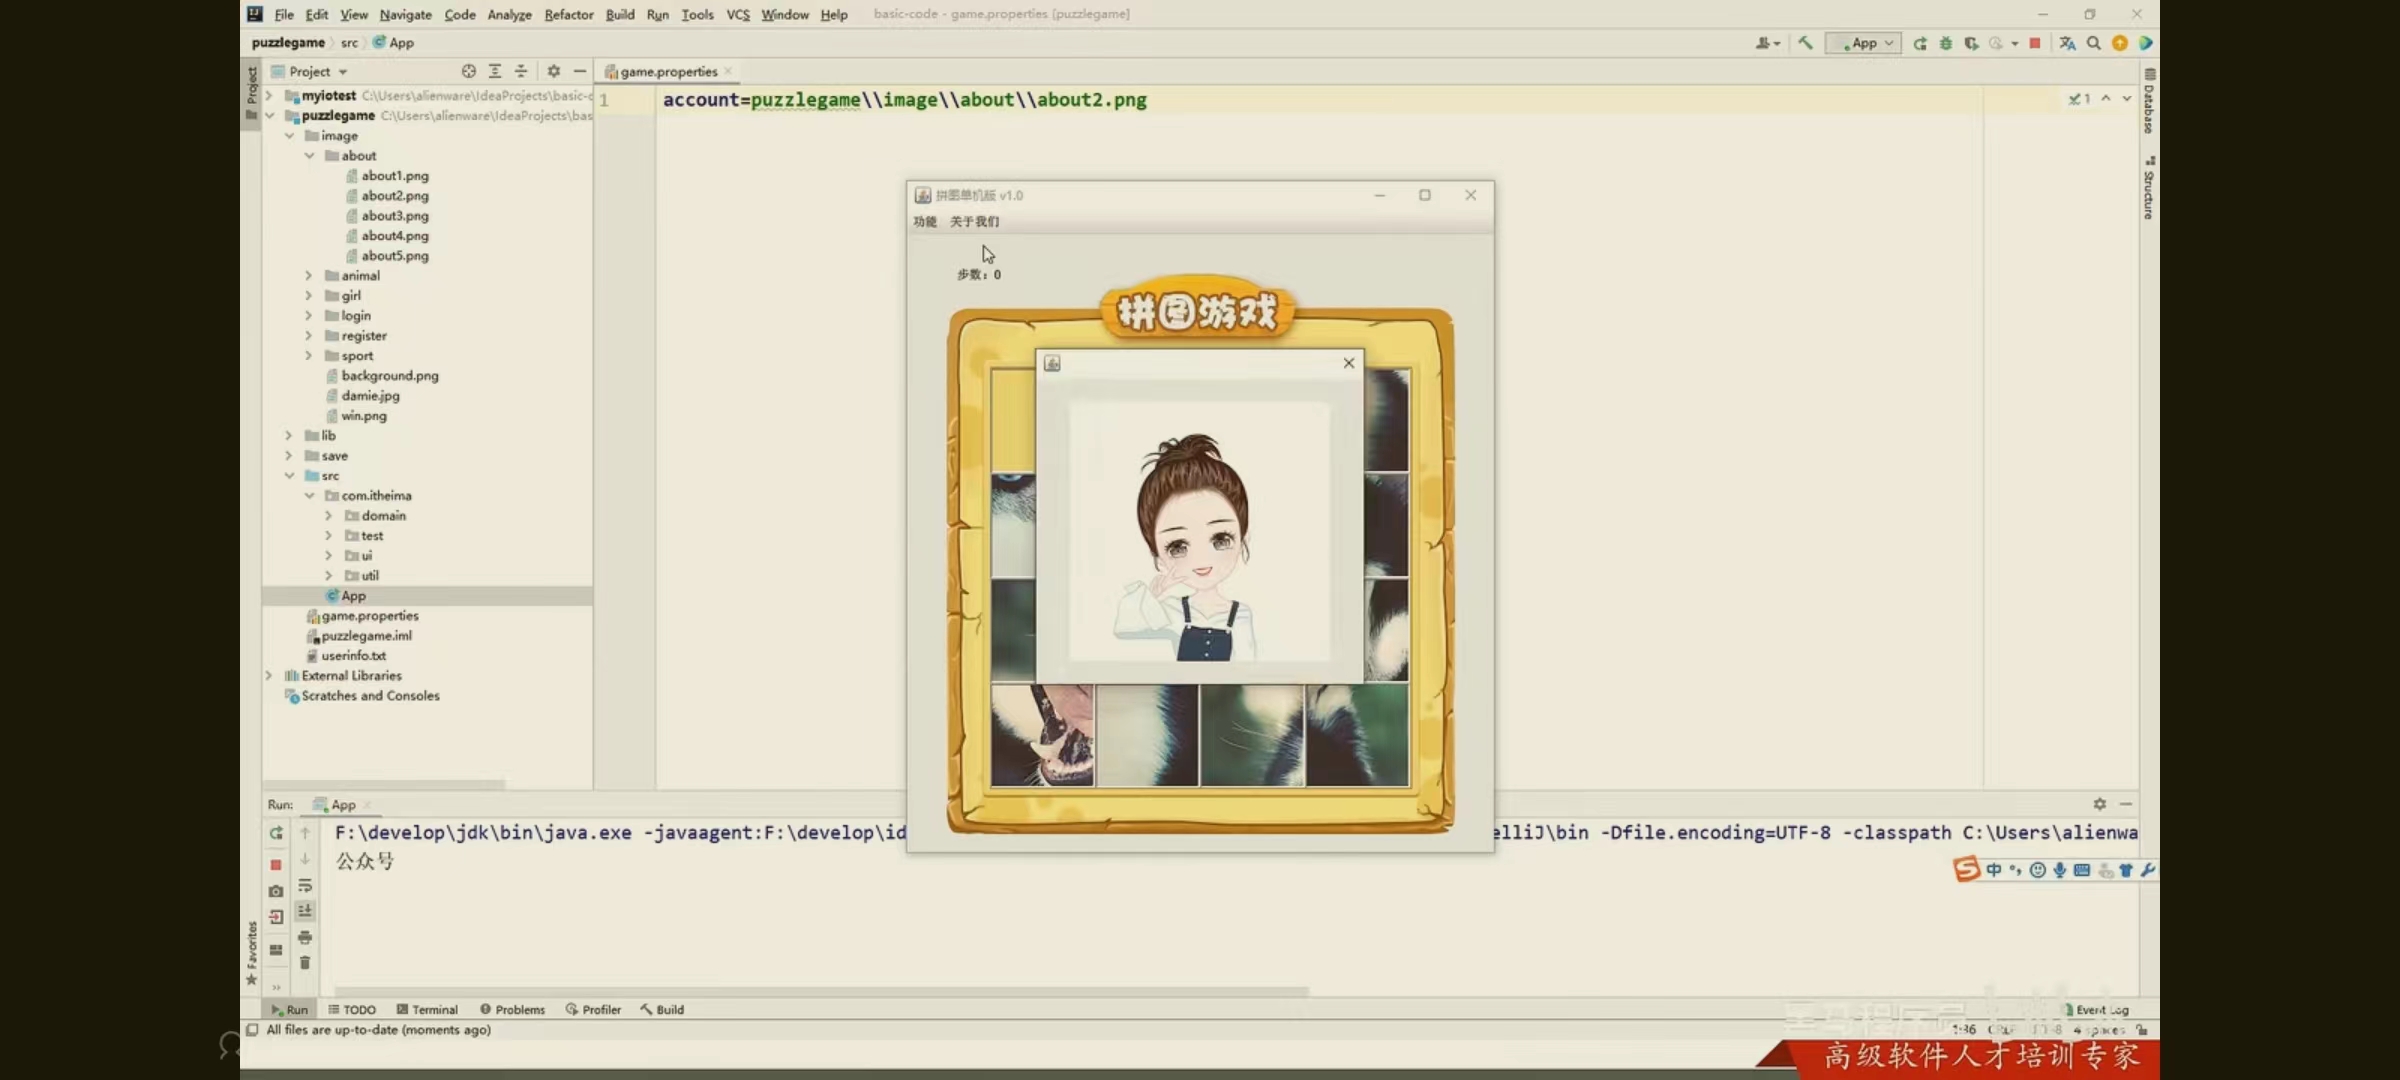 File Edit View Navigate Code Analyze Refactor Build Run Tools VCS Window Help basic-code - game.properties [puzzlegame]
puzzlegame src App
App
Project
game.properties
Project
myiotest C:\Users\alienware\IdeaProjects\basic-c
1 account=puzzlegame\\image\\about\\about2.png
1
puzzlegame C:\Users\alienware\IdeaProjects\bas
Database
image
about
about1.png
about2.png
about3.png
about4.png
about5.png
Structure
animal
girl
login
register
sport
background.png
damie.jpg
win.png
lib
save
src
com.itheima
domain
test
ui
util
App
game.properties
puzzlegame.iml
userinfo.txt
External Libraries
Scratches and Consoles
拼图单机版 v1.0
功能 关于我们
步数：0
拼图游戏
Run: App
F:\develop\jdk\bin\java.exe -javaagent:F:\develop\id
elliJ\bin -Dfile.encoding=UTF-8 -classpath C:\Users\alienwa
公众号
中
Favorites
Run TODO Terminal Problems Profiler Build
Event Log
All files are up-to-date (moments ago)
1:36 4 spaces
高级软件人才培训专家